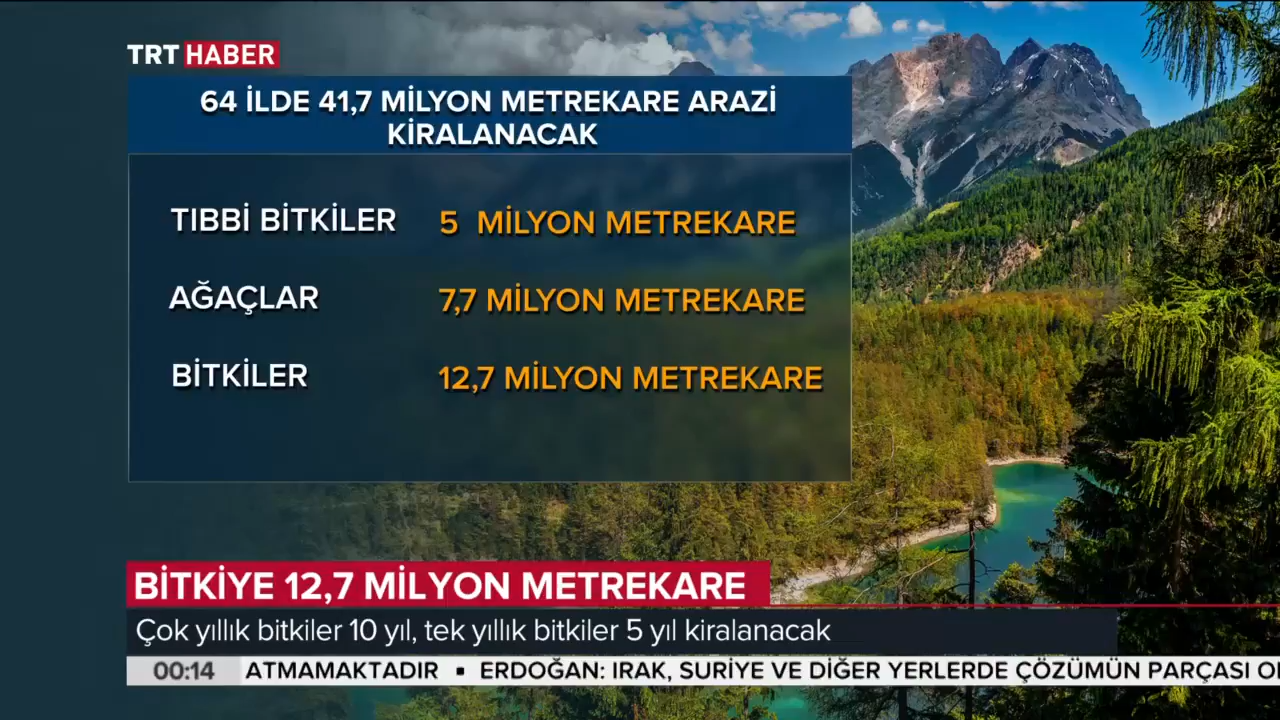 TRT HABER
64 İLDE 41,7 MİLYON METREKARE ARAZİ
KİRALANACAK
TIBBİ BİTKİLER 5 MİLYON METREKARE
AĞAÇLAR 7,7 MİLYON METREKARE
BİTKİLER 12,7 MİLYON METREKARE
BİTKİYE 12,7 MİLYON METREKARE
Çok yıllık bitkiler 10 yıl, tek yıllık bitkiler 5 yıl kiralanacak
00:14 ATMAMAKTADIR ▪ ERDOĞAN: IRAK, SURİYE VE DİĞER YERLERDE ÇÖZÜMÜN PARÇASI